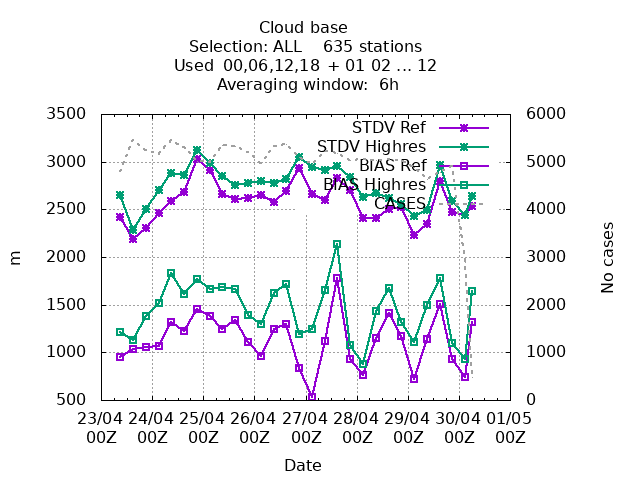 Cloud base
Selection: ALL    635 stations
Used  00,06,12,18 + 01 02 ... 12
Averaging window:  6h
3500 6000
STDV Ref
STDV Highres
3000 5000
BIAS Ref
BIAS Highres
CASES
2500 4000
m
2000 3000
No cases
1500 2000
1000 1000
500 0
23/04 24/04 25/04 26/04 27/04 28/04 29/04 30/04 01/05
00Z 00Z 00Z 00Z 00Z 00Z 00Z 00Z 00Z
Date